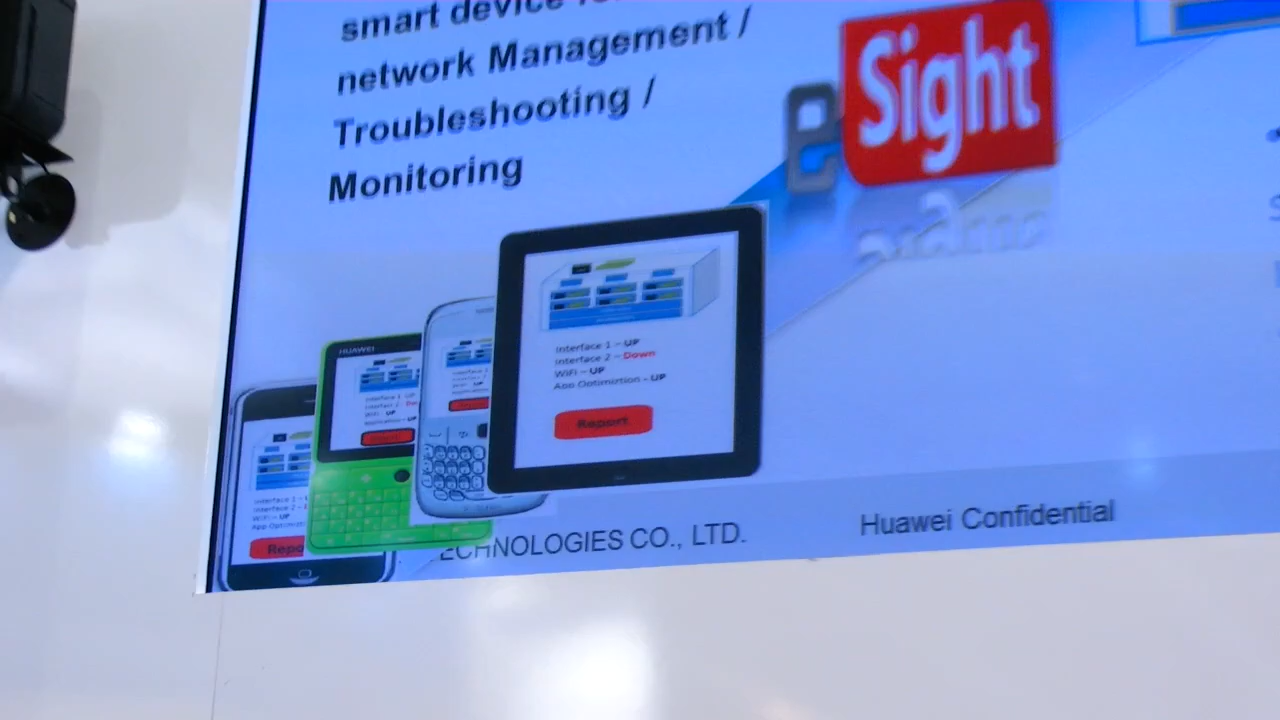 smart device
network Management /
Troubleshooting /
Monitoring
eSight
Interface 1 – UP
Interface 2 – Down
WiFi – UP
App Optimiztion – UP
Report
HUAWEI
ECHNOLOGIES CO., LTD.
Huawei Confidential